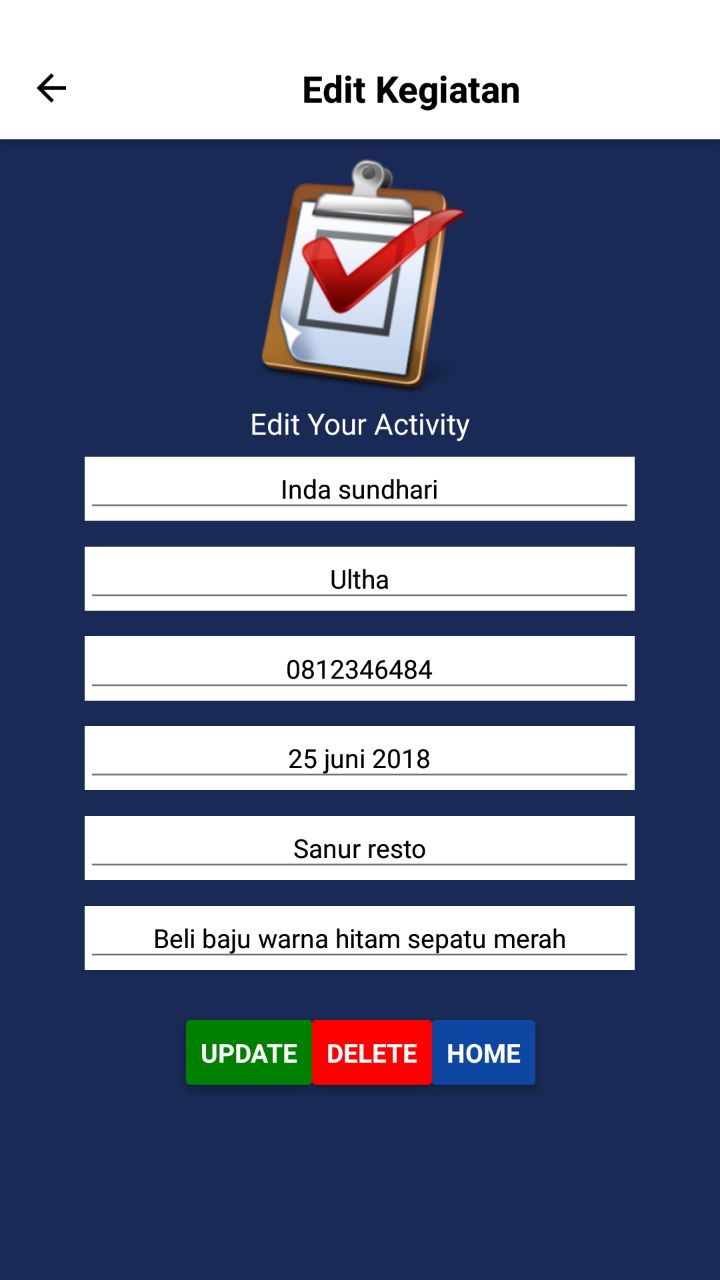 Edit Kegiatan
Edit Your Activity
Inda sundhari
Ultha
0812346484
25 juni 2018
Sanur resto
Beli baju warna hitam sepatu merah
UPDATE DELETE HOME